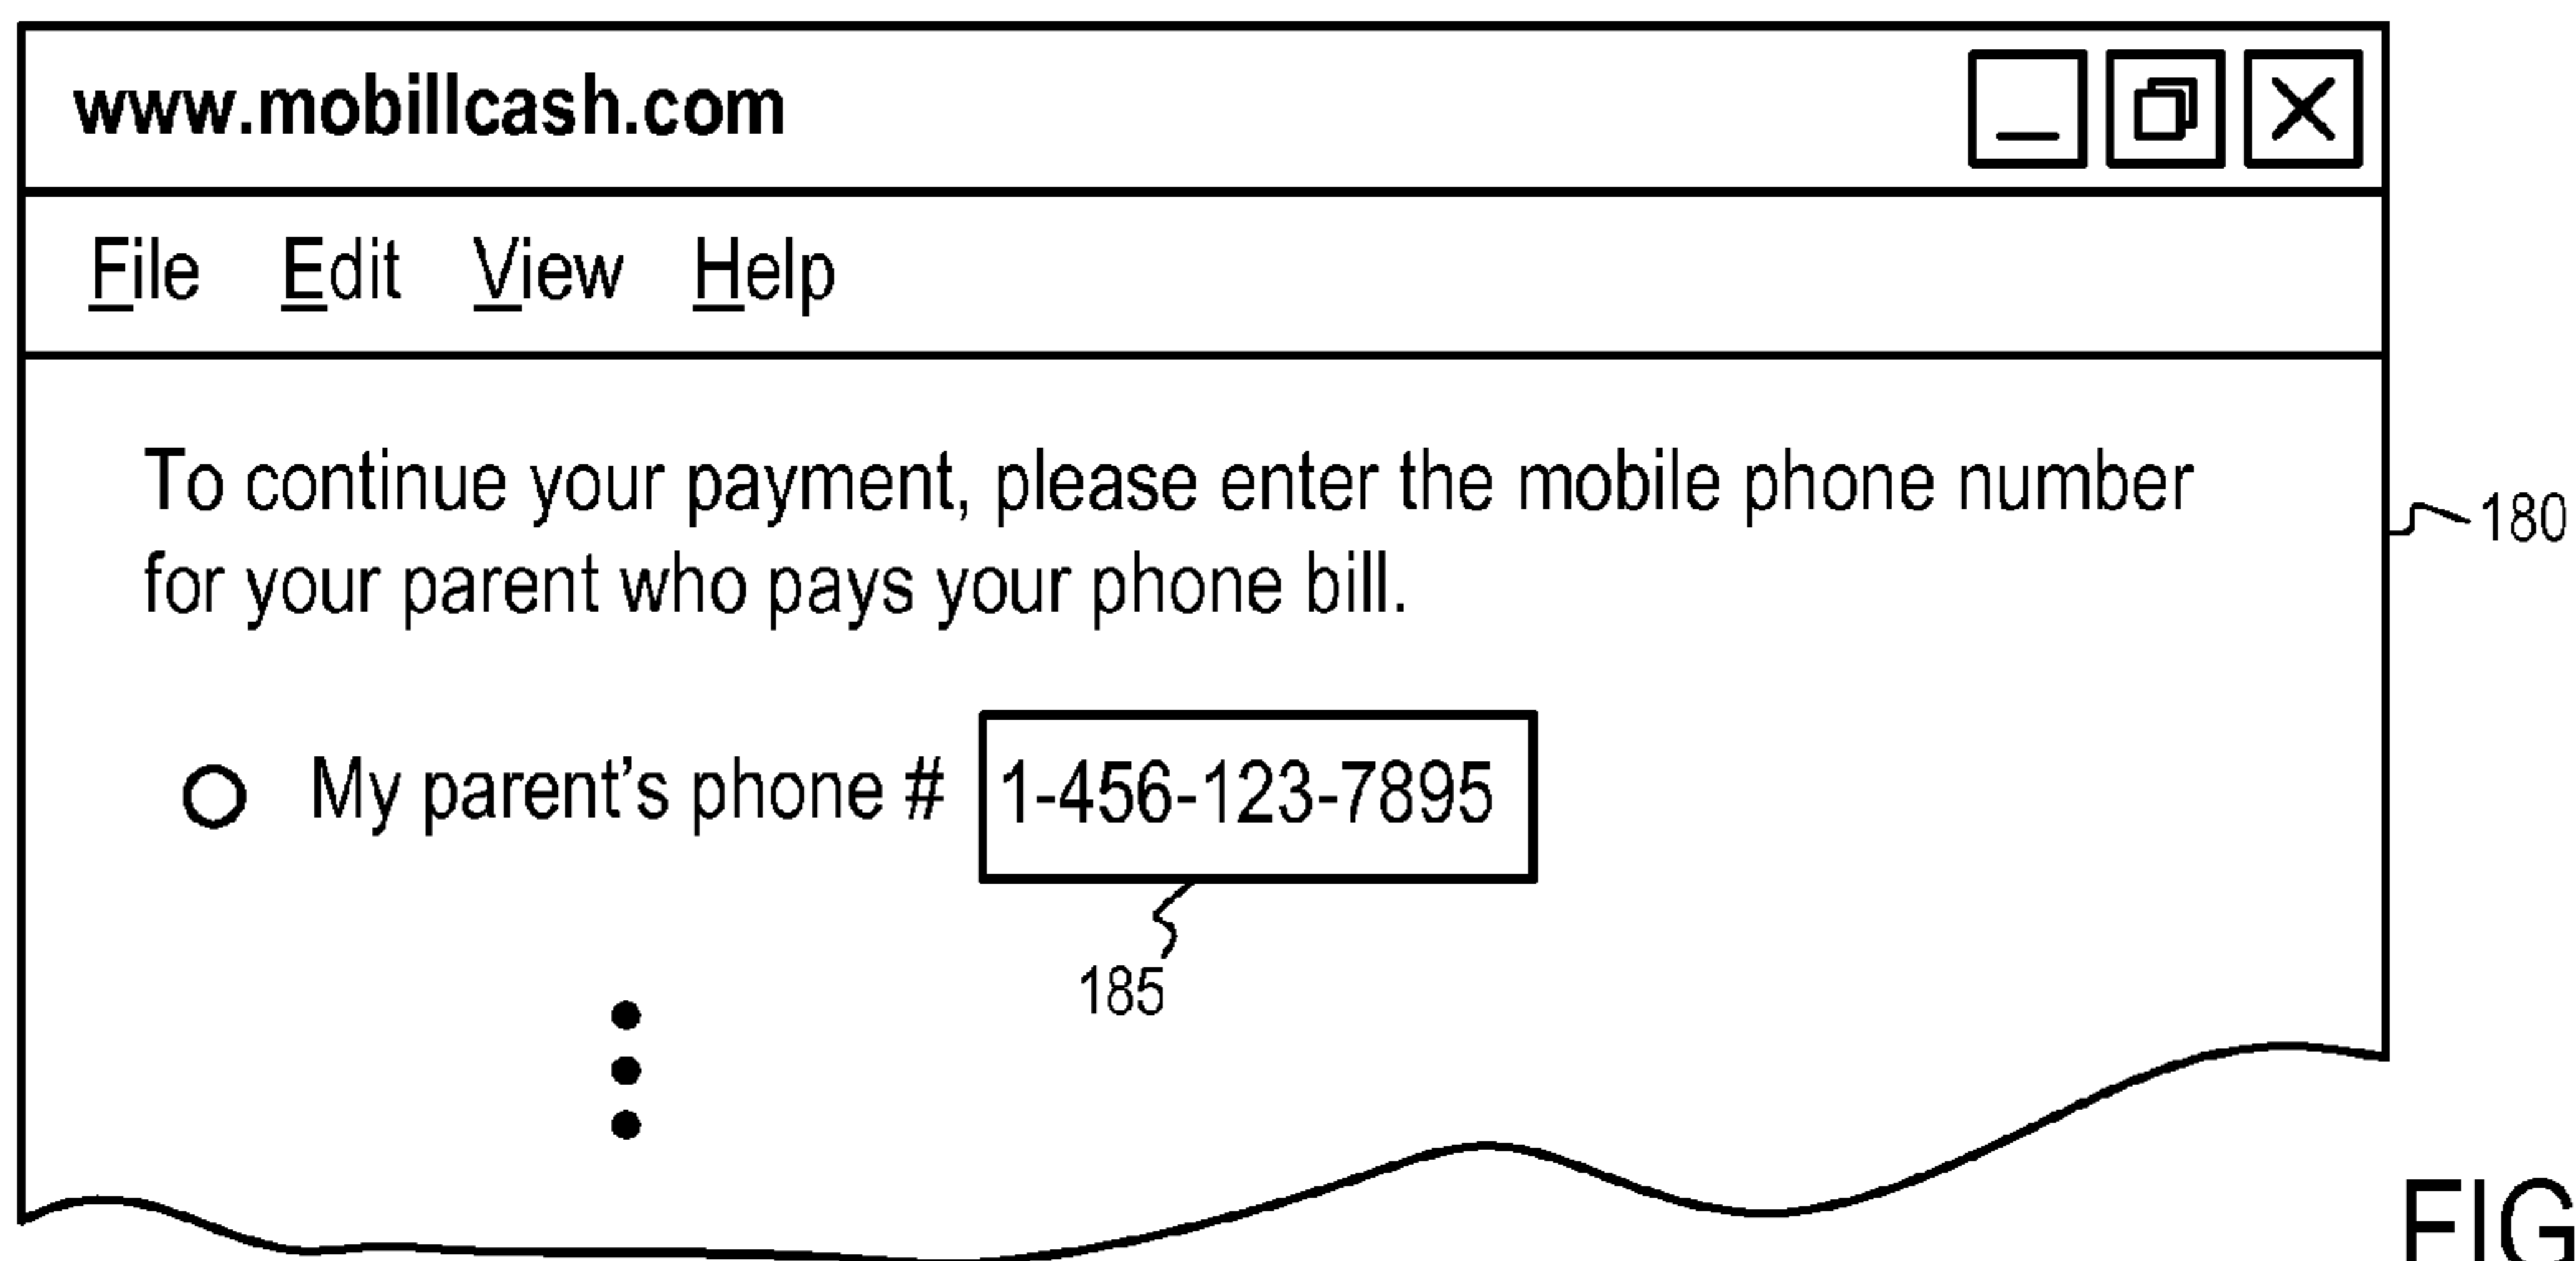 www.mobillcash.com
File Edit View Help
To continue your payment, please enter the mobile phone number
for your parent who pays your phone bill.
180
My parent's phone # 1-456-123-7895
185
FIG